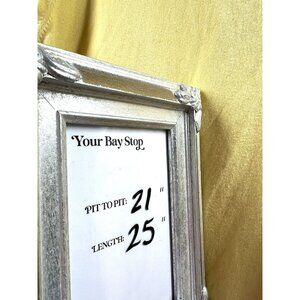 Your Bay Stop
PIT TO PIT: 21"
LENGTH: 25"